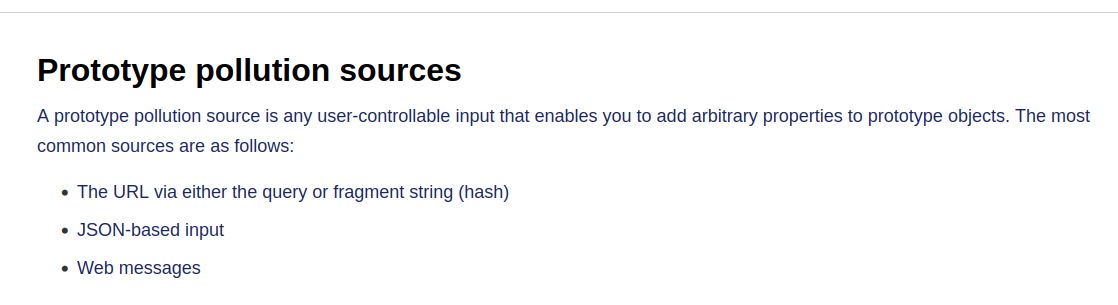 Prototype pollution sources
A prototype pollution source is any user-controllable input that enables you to add arbitrary properties to prototype objects. The most
common sources are as follows:
• The URL via either the query or fragment string (hash)
• JSON-based input
• Web messages